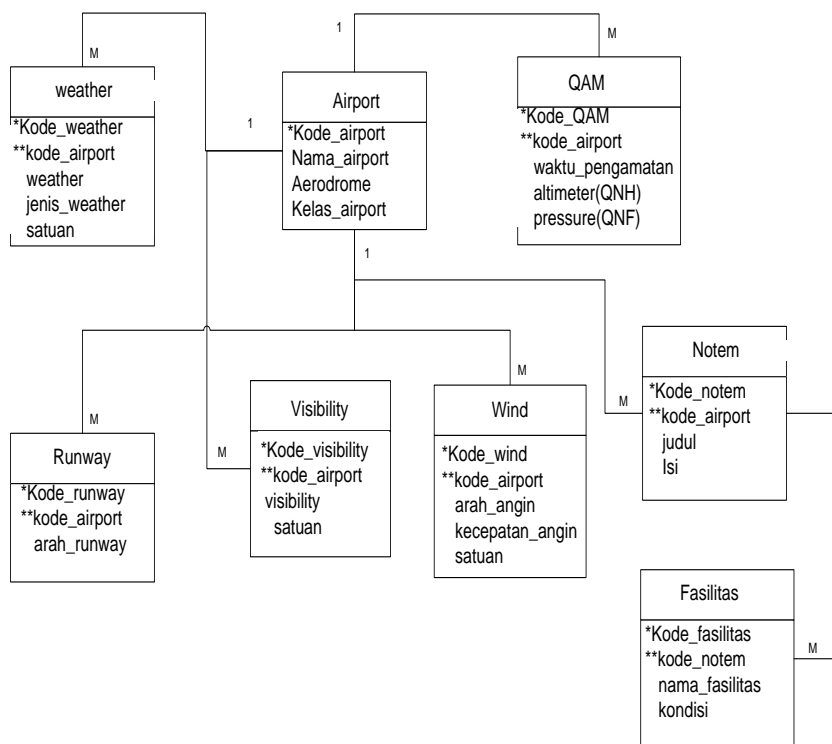 1
M
M
weather
*Kode_weather
**kode_airport
weather
jenis_weather
satuan
1
Airport
*Kode_airport
Nama_airport
Aerodrome
Kelas_airport
1
QAM
*Kode_QAM
**kode_airport
waktu_pengamatan
altimeter(QNH)
pressure(QNF)
M
Runway
*Kode_runway
**kode_airport
arah_runway
M
Visibility
*Kode_visibility
**kode_airport
visibility
satuan
M
Wind
*Kode_wind
**kode_airport
arah_angin
kecepatan_angin
satuan
M
Notem
*Kode_notem
**kode_airport
judul
Isi
Fasilitas
*Kode_fasilitas
**kode_notem
nama_fasilitas
kondisi
M